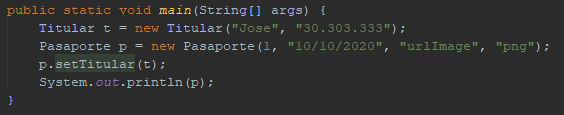 public static void main(String[] args) {
    Titular t = new Titular("Jose", "30.303.333");
    Pasaporte p = new Pasaporte(1, "10/10/2020", "urlImage", "png");
    p.setTitular(t);
    System.out.println(p);
}